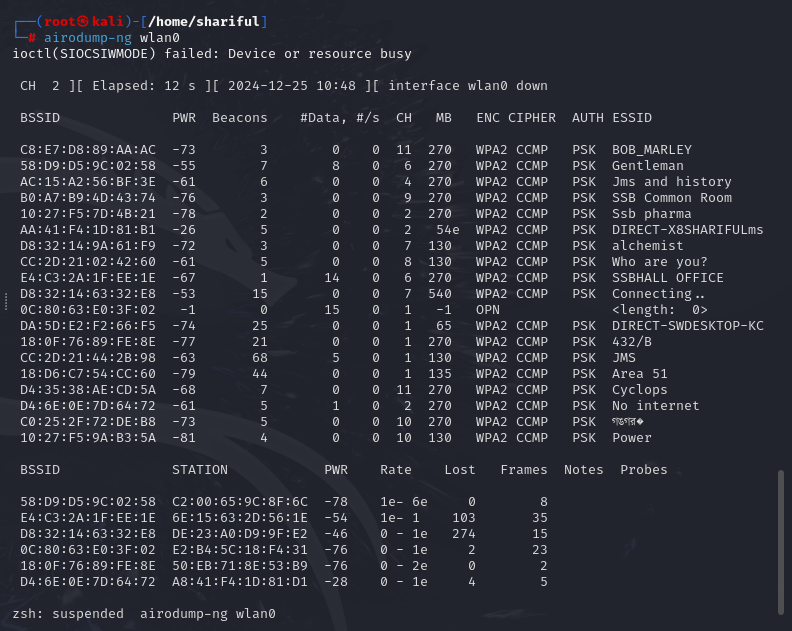 ┌──(root㉿kali)-[/home/shariful]
└─# airodump-ng wlan0
ioctl(SIOCSIWMODE) failed: Device or resource busy
CH  2 ][ Elapsed: 12 s ][ 2024-12-25 10:48 ][ interface wlan0 down
BSSID              PWR  Beacons    #Data, #/s  CH   MB   ENC CIPHER  AUTH ESSID
C8:E7:D8:89:AA:AC  -73        3        0    0  11  270   WPA2 CCMP   PSK  BOB_MARLEY
58:D9:D5:9C:02:58  -55        7        8    0   6  270   WPA2 CCMP   PSK  Gentleman
AC:15:A2:56:BF:3E  -61        6        0    0   4  270   WPA2 CCMP   PSK  Jms and history
B0:A7:B9:4D:43:74  -76        3        0    0   9  270   WPA2 CCMP   PSK  SSB Common Room
10:27:F5:7D:4B:21  -78        2        0    0   2  270   WPA2 CCMP   PSK  Ssb pharma
AA:41:F4:1D:81:B1  -26        5        0    0   2   54e  WPA2 CCMP   PSK  DIRECT-X8SHARIFULms
D8:32:14:9A:61:F9  -72        3        0    0   7  130   WPA2 CCMP   PSK  alchemist
CC:2D:21:02:42:60  -61        5        0    0   8  130   WPA2 CCMP   PSK  Who are you?
E4:C3:2A:1F:EE:1E  -67        1       14    0   6  270   WPA2 CCMP   PSK  SSBHALL OFFICE
D8:32:14:63:32:E8  -53       15        0    0   7  540   WPA2 CCMP   PSK  Connecting..
0C:80:63:E0:3F:02   -1        0       15    0   1   -1   OPN              <length:  0>
DA:5D:E2:F2:66:F5  -74       25        0    0   1   65   WPA2 CCMP   PSK  DIRECT-SWDESKTOP-KC
18:0F:76:89:FE:8E  -77       21        0    0   1  270   WPA2 CCMP   PSK  432/B
CC:2D:21:44:2B:98  -63       68        5    0   1  130   WPA2 CCMP   PSK  JMS
18:D6:C7:54:CC:60  -79       44        0    0   1  135   WPA2 CCMP   PSK  Area 51
D4:35:38:AE:CD:5A  -68        7        0    0  11  270   WPA2 CCMP   PSK  Cyclops
D4:6E:0E:7D:64:72  -61        5        1    0   2  270   WPA2 CCMP   PSK  No internet
C0:25:2F:72:DE:B8  -73        5        0    0  10  270   WPA2 CCMP   PSK
10:27:F5:9A:B3:5A  -81        4        0    0  10  130   WPA2 CCMP   PSK  Power
BSSID              STATION            PWR    Rate    Lost   Frames  Notes  Probes
58:D9:D5:9C:02:58  C2:00:65:9C:8F:6C  -78    1e- 6e     0        8
E4:C3:2A:1F:EE:1E  6E:15:63:2D:56:1E  -54    1e- 1    103       35
D8:32:14:63:32:E8  DE:23:A0:D9:9F:E2  -46    0 - 1e   274       15
0C:80:63:E0:3F:02  E2:B4:5C:18:F4:31  -76    0 - 1e     2       23
18:0F:76:89:FE:8E  50:EB:71:8E:53:B9  -76    0 - 2e     0        2
D4:6E:0E:7D:64:72  A8:41:F4:1D:81:D1  -28    0 - 1e     4        5
zsh: suspended  airodump-ng wlan0